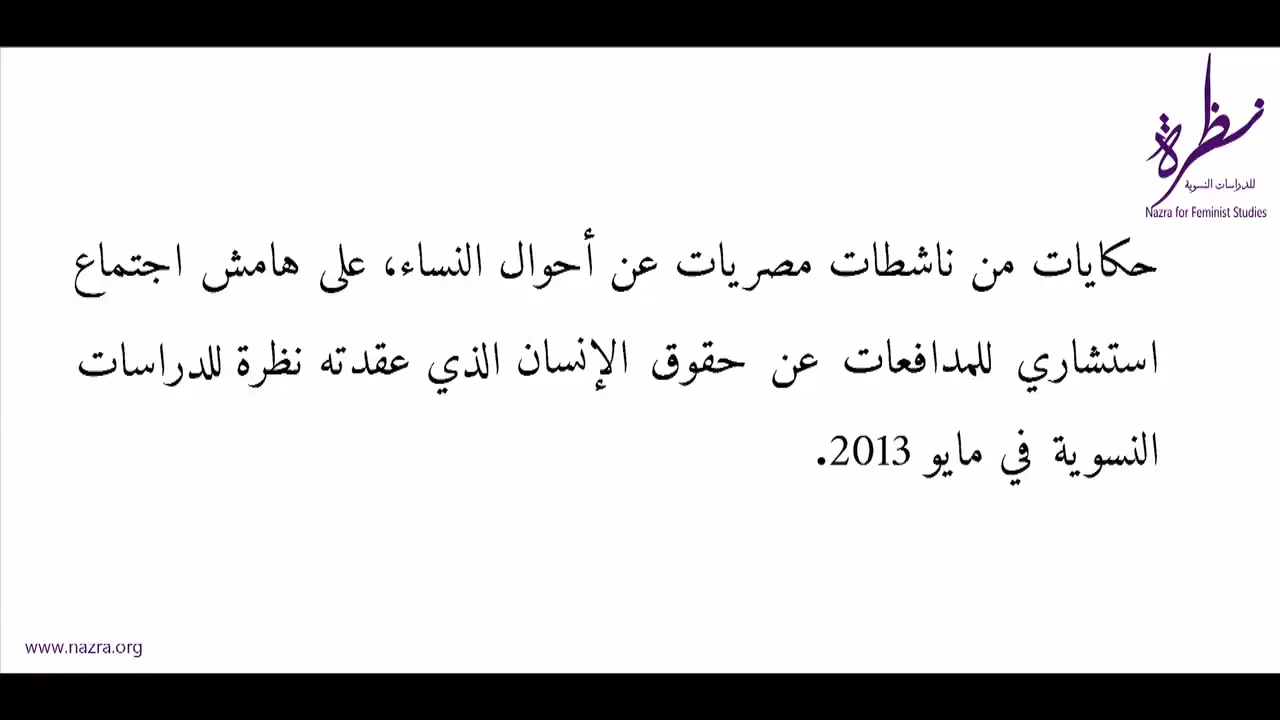 نظرة
للدراسات النسوية
Nazra for Feminist Studies
حكايات من ناشطات مصريات عن أحوال النساء، على هامش اجتماع
استشاري للمدافعات عن حقوق الإنسان الذي عقدته نظرة للدراسات
النسوية في مايو 2013.
www.nazra.org